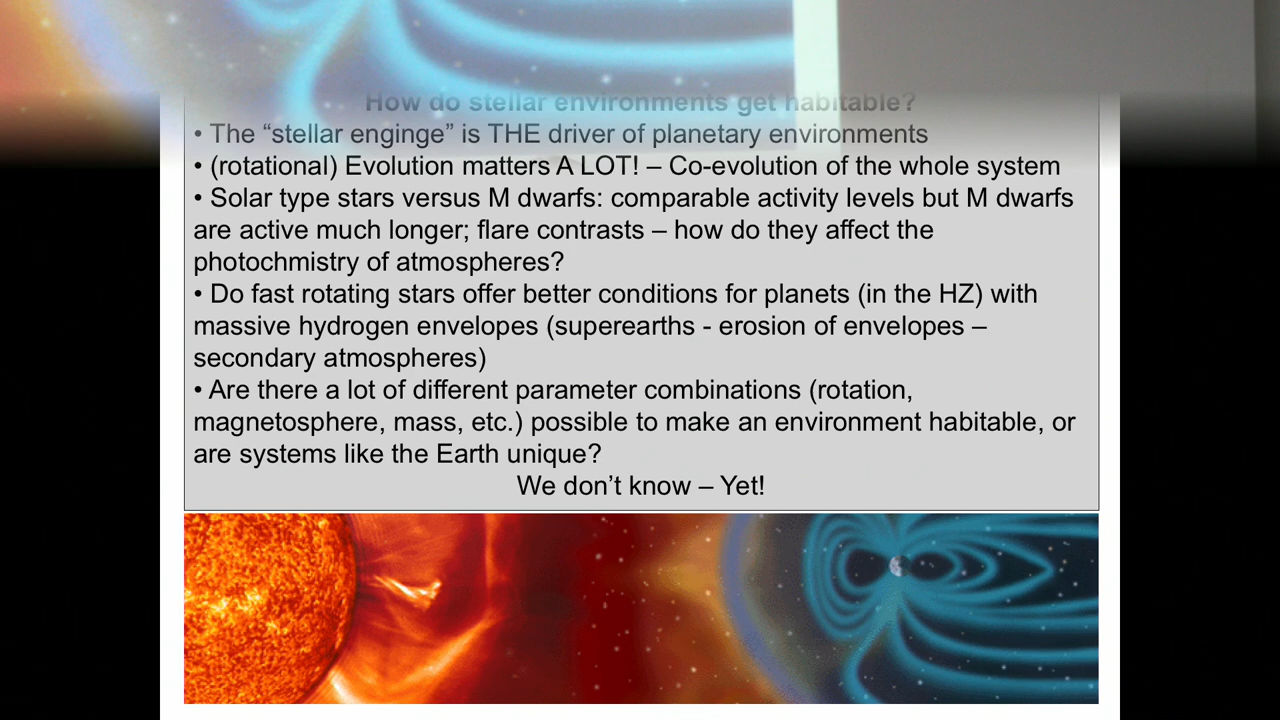 How do stellar environments get habitable?
• The “stellar enginge” is THE driver of planetary environments
• (rotational) Evolution matters A LOT! – Co-evolution of the whole system
• Solar type stars versus M dwarfs: comparable activity levels but M dwarfs
are active much longer; flare contrasts – how do they affect the
photochmistry of atmospheres?
• Do fast rotating stars offer better conditions for planets (in the HZ) with
massive hydrogen envelopes (superearths - erosion of envelopes –
secondary atmospheres)
• Are there a lot of different parameter combinations (rotation,
magnetosphere, mass, etc.) possible to make an environment habitable, or
are systems like the Earth unique?
We don’t know – Yet!